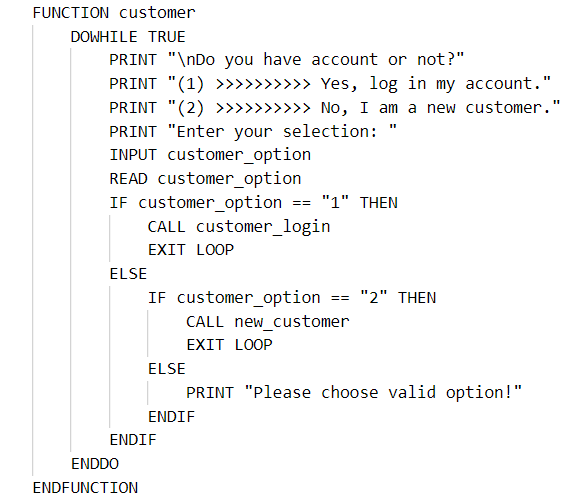 FUNCTION customer
DOWHILE TRUE
PRINT "\nDo you have account or not?"
PRINT "(1) >>>>>>>>>> Yes, log in my account."
PRINT "(2) >>>>>>>>>> No, I am a new customer."
PRINT "Enter your selection: "
INPUT customer_option
READ customer_option
IF customer_option == "1" THEN
CALL customer_login
EXIT LOOP
ELSE
IF customer_option == "2" THEN
CALL new_customer
EXIT LOOP
ELSE
PRINT "Please choose valid option!"
ENDIF
ENDIF
ENDDO
ENDFUNCTION